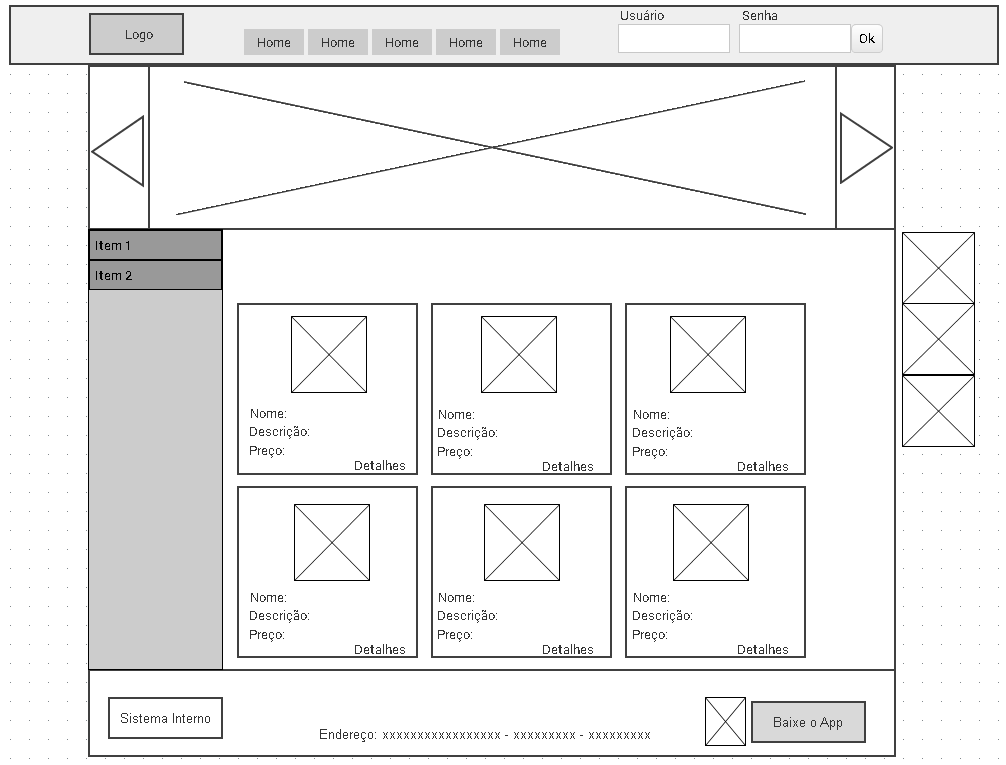 Usuário Senha
Logo Home Home Home Home Home Ok
Item 1
Item 2
Nome: Nome: Nome:
Descrição: Descrição: Descrição:
Preço: Preço: Preço:
Detalhes Detalhes Detalhes
Nome: Nome: Nome:
Descrição: Descrição: Descrição:
Preço: Preço: Preço:
Detalhes Detalhes Detalhes
Sistema Interno Baixe o App
Endereço: xxxxxxxxxxxxxxxxx - xxxxxxxxx - xxxxxxxxx